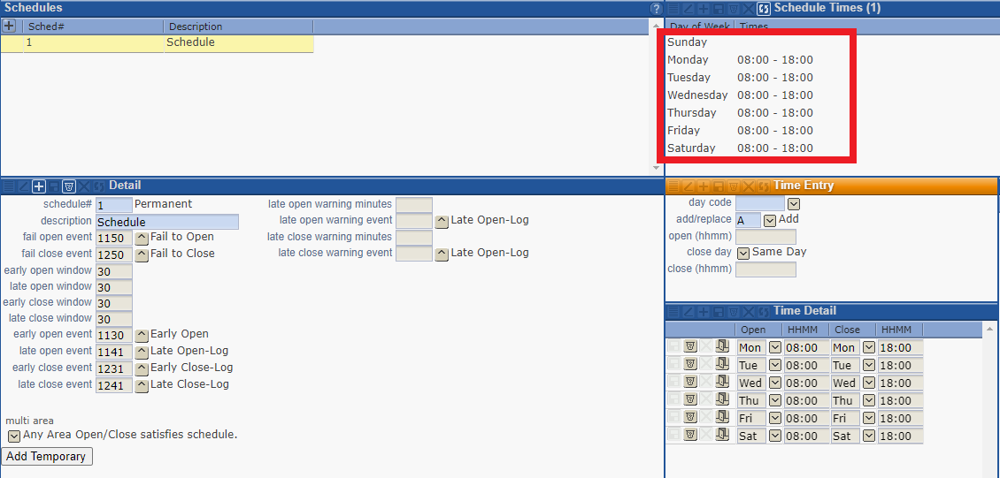 Schedules
Sched# Description
1 Schedule
Schedule Times (1)
Day of Week Times
Sunday
Monday 08:00 - 18:00
Tuesday 08:00 - 18:00
Wednesday 08:00 - 18:00
Thursday 08:00 - 18:00
Friday 08:00 - 18:00
Saturday 08:00 - 18:00
Detail
schedule# 1 Permanent
description Schedule
fail open event 1150 Fail to Open
fail close event 1250 Fail to Close
early open window 30
late open window 30
early close window 30
late close window 30
early open event 1130 Early Open
late open event 1141 Late Open-Log
early close event 1231 Early Close-Log
late close event 1241 Late Close-Log
late open warning minutes
late open warning event Late Open-Log
late close warning minutes
late close warning event Late Open-Log
multi area
Any Area Open/Close satisfies schedule.
Add Temporary
Time Entry
day code
add/replace A Add
open (hhmm)
close day Same Day
close (hhmm)
Time Detail
Open HHMM Close HHMM
Mon 08:00 Mon 18:00
Tue 08:00 Tue 18:00
Wed 08:00 Wed 18:00
Thu 08:00 Thu 18:00
Fri 08:00 Fri 18:00
Sat 08:00 Sat 18:00